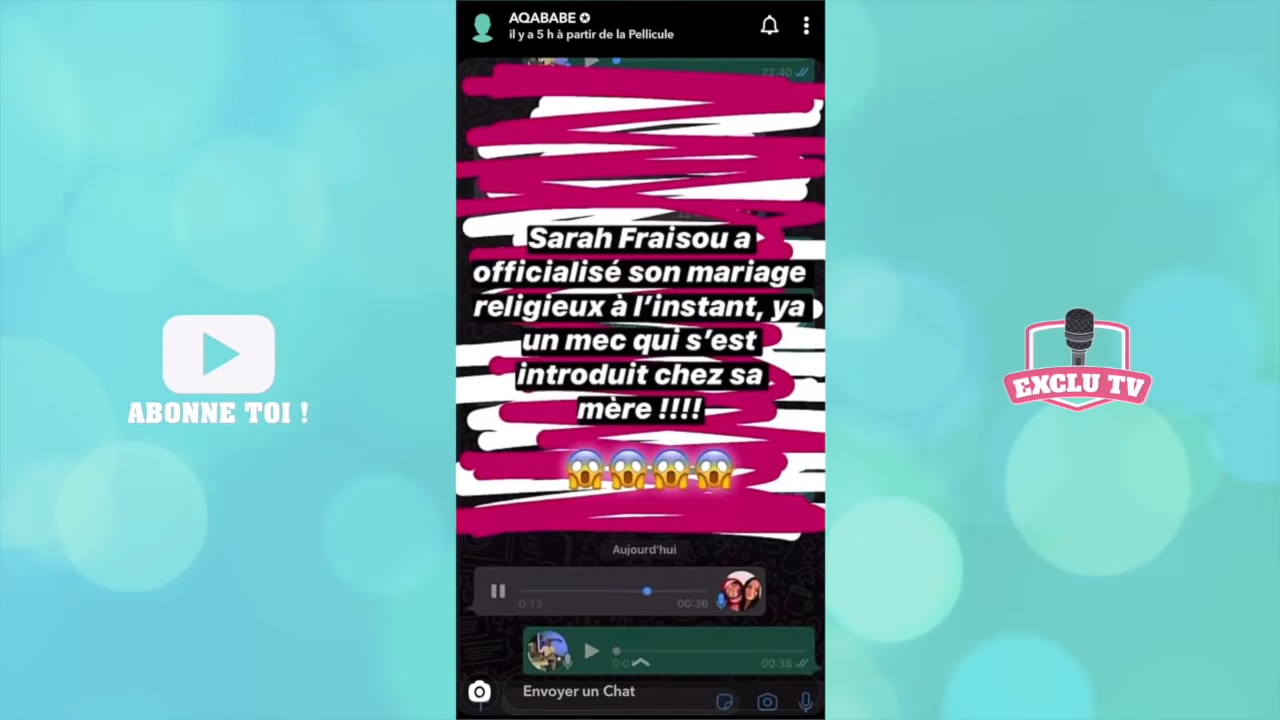 AQABABE
il y a 5 h à partir de la Pellicule
22:40
Sarah Fraisou a
officialisé son mariage
religieux à l'instant, ya
un mec qui s'est
introduit chez sa
mère !!!!
ABONNE TOI !
EXCLU TV
Aujourd'hui
0:12
00:36
00:38
Envoyer un Chat